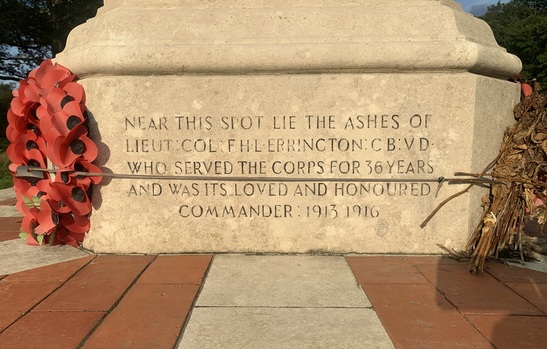 NEAR THIS SPOT LIE THE ASHES OF
LIEUT: COL: F.H.L. ERRINGTON. C.B: V.D.
WHO SERVED THE CORPS FOR 36 YEARS
AND WAS ITS LOVED AND HONOURED
COMMANDER: 1913 1916